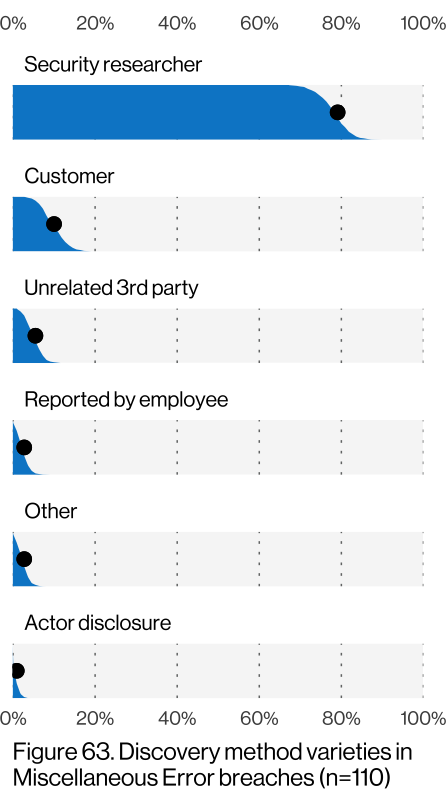 0% 20% 40% 60% 80% 100%
Security researcher
Customer
Unrelated 3rd party
Reported by employee
Other
Actor disclosure
0% 20% 40% 60% 80% 100%
Figure 63. Discovery method varieties in
Miscellaneous Error breaches (n=110)